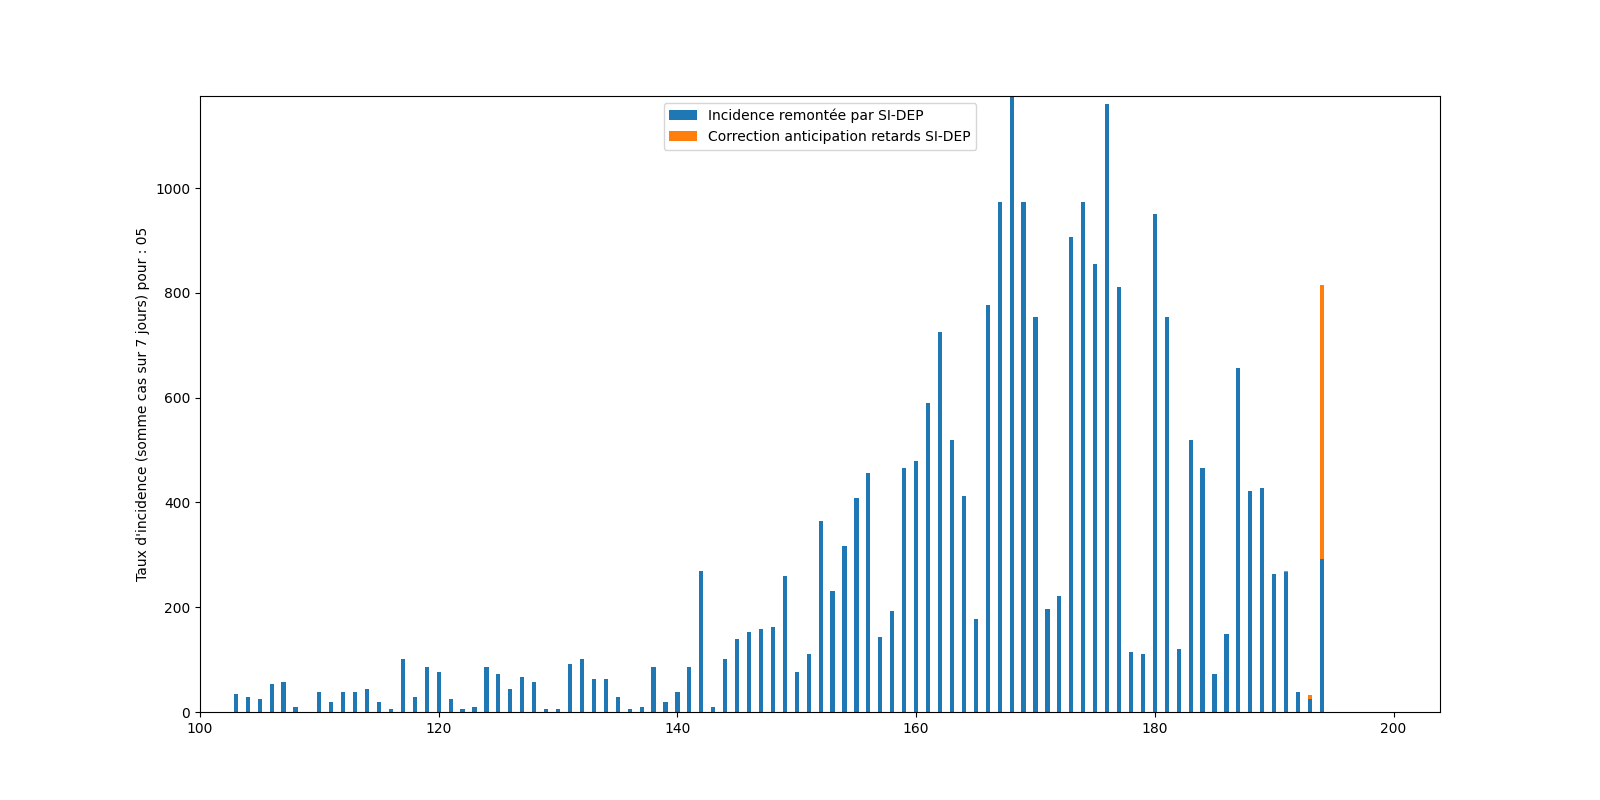 Incidence remontée par SI-DEP
Correction anticipation retards SI-DEP
Taux d'incidence (somme cas sur 7 jours) pour : 05
1000
800
600
400
200
0
100 120 140 160 180 200